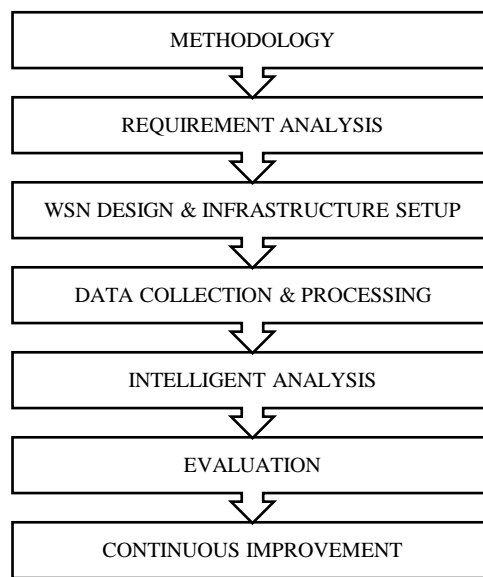 METHODOLOGY
REQUIREMENT ANALYSIS
WSN DESIGN & INFRASTRUCTURE SETUP
DATA COLLECTION & PROCESSING
INTELLIGENT ANALYSIS
EVALUATION
CONTINUOUS IMPROVEMENT